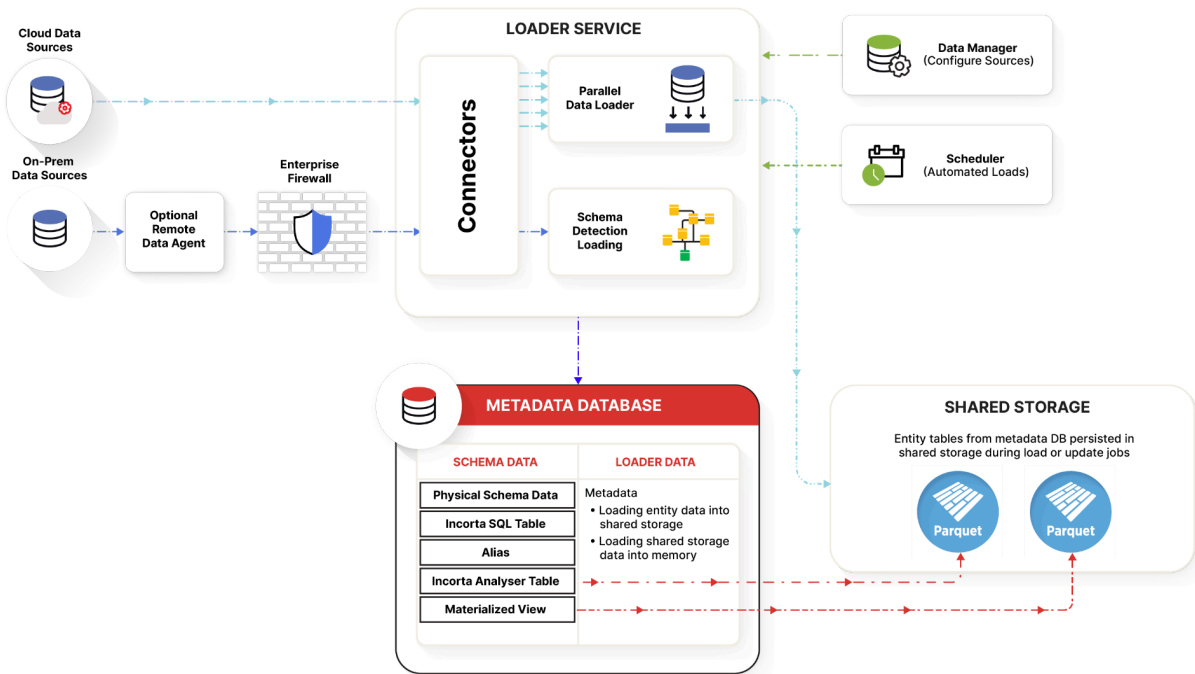 Cloud Data
Sources
On-Prem
Data Sources
Optional
Remote
Data Agent
Enterprise
Firewall
LOADER SERVICE
Connectors
Parallel
Data Loader
Schema
Detection
Loading
Data Manager
(Configure Sources)
Scheduler
(Automated Loads)
METADATA DATABASE
SCHEMA DATA
Physical Schema Data
Incorta SQL Table
Alias
Incorta Analyser Table
Materialized View
LOADER DATA
Metadata
• Loading entity data into
shared storage
• Loading shared storage
data into memory
SHARED STORAGE
Entity tables from metadata DB persisted in
shared storage during load or update jobs
Parquet
Parquet